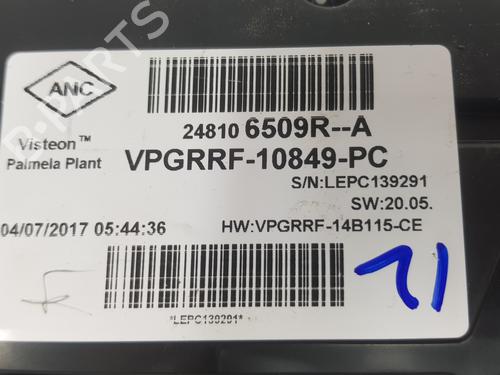 ANC
Visteon™
Palmela Plant
24810 6509R--A
VPGRRF-10849-PC
S/N:LEPC139291
SW:20.05.
04/07/2017 05:44:36
HW:VPGRRF-14B115-CE
*LEPC139291*
B-Parts